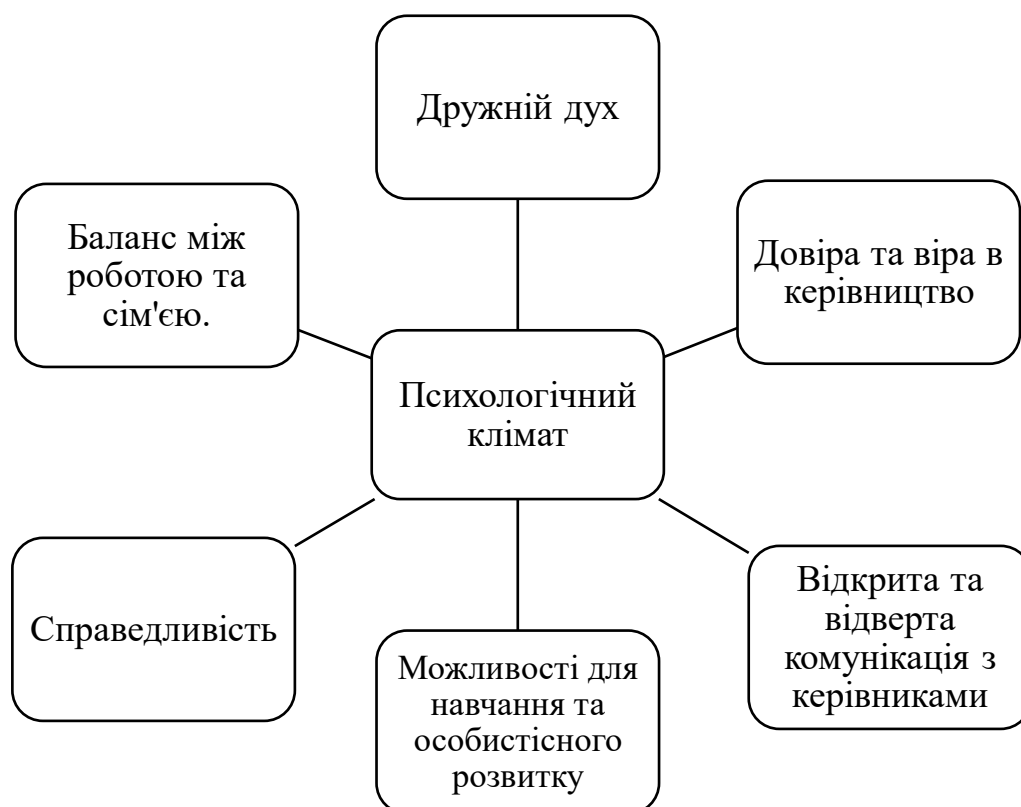 Дружній дух
Баланс між
роботою та
сім'єю.
Довіра та віра в
керівництво
Психологічний
клімат
Справедливість
Можливості для
навчання та
особистісного
розвитку
Відкрита та
відверта
комунікація з
керівниками